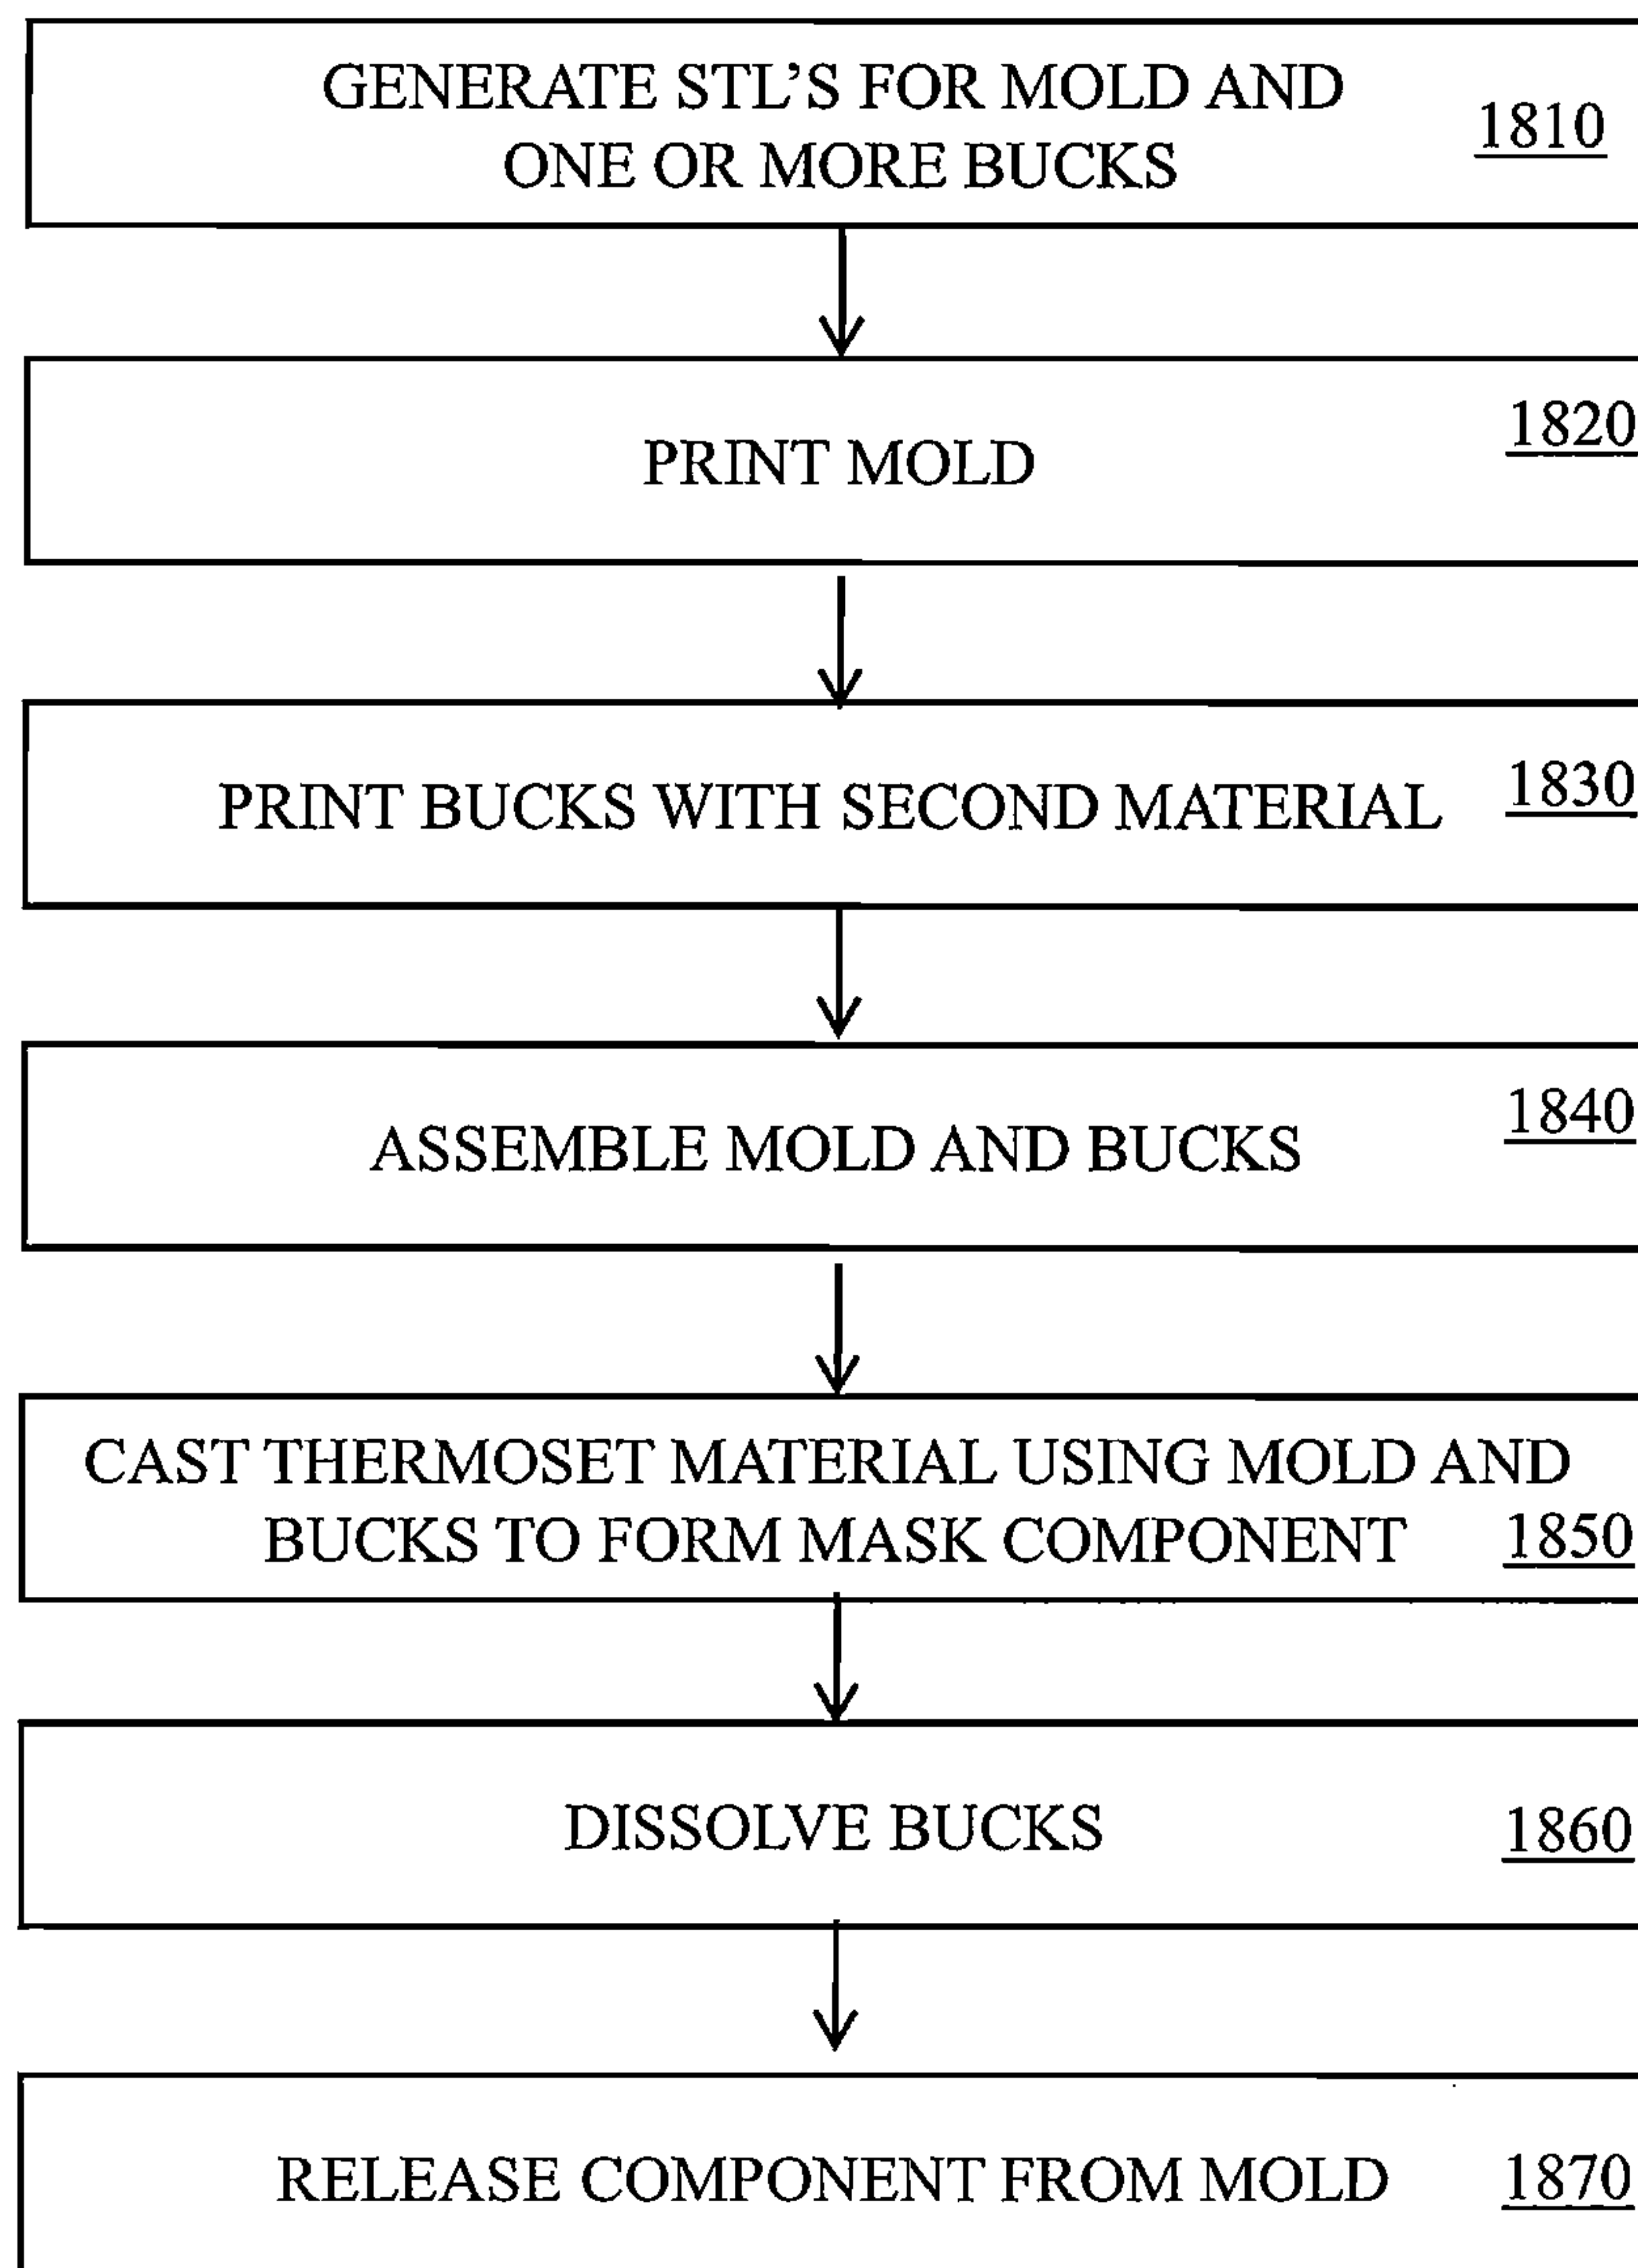 GENERATE STL'S FOR MOLD AND
ONE OR MORE BUCKS
1810
PRINT MOLD
1820
PRINT BUCKS WITH SECOND MATERIAL
1830
ASSEMBLE MOLD AND BUCKS
1840
CAST THERMOSET MATERIAL USING MOLD AND
BUCKS TO FORM MASK COMPONENT
1850
DISSOLVE BUCKS
1860
RELEASE COMPONENT FROM MOLD
1870